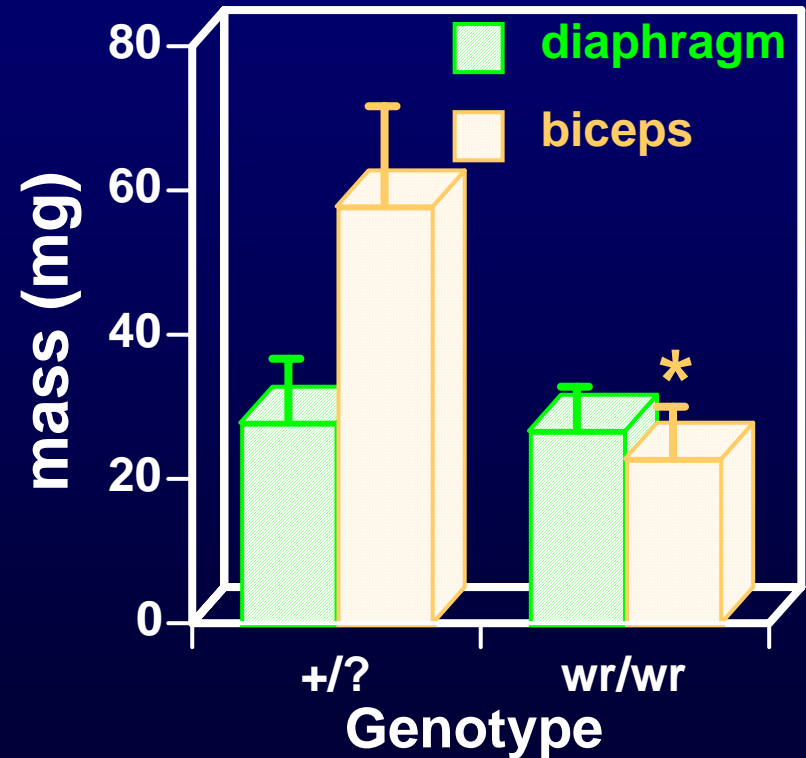 diaphragm
biceps
mass (mg)
80
60
40
20
0
*
+/?
wr/wr
Genotype